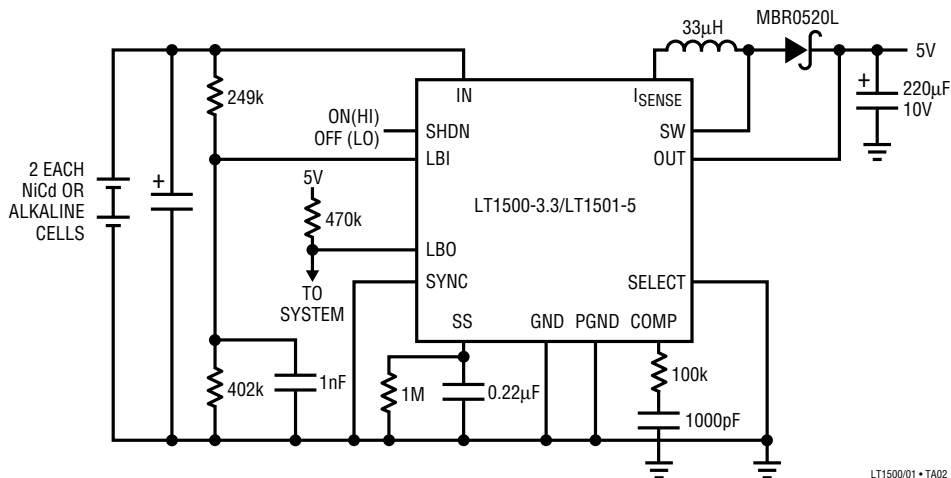 MBR0520L
33µH
5V
220µF
10V
249k
IN
I_SENSE
ON(HI)
OFF (LO)
SHDN
SW
LBI
OUT
2 EACH
NiCd OR
ALKALINE
CELLS
+
+
5V
470k
LT1500-3.3/LT1501-5
LBO
TO
SYSTEM
SYNC
SELECT
SS
GND
PGND
COMP
402k
1nF
1M
0.22µF
100k
1000pF
LT1500/01 • TA02